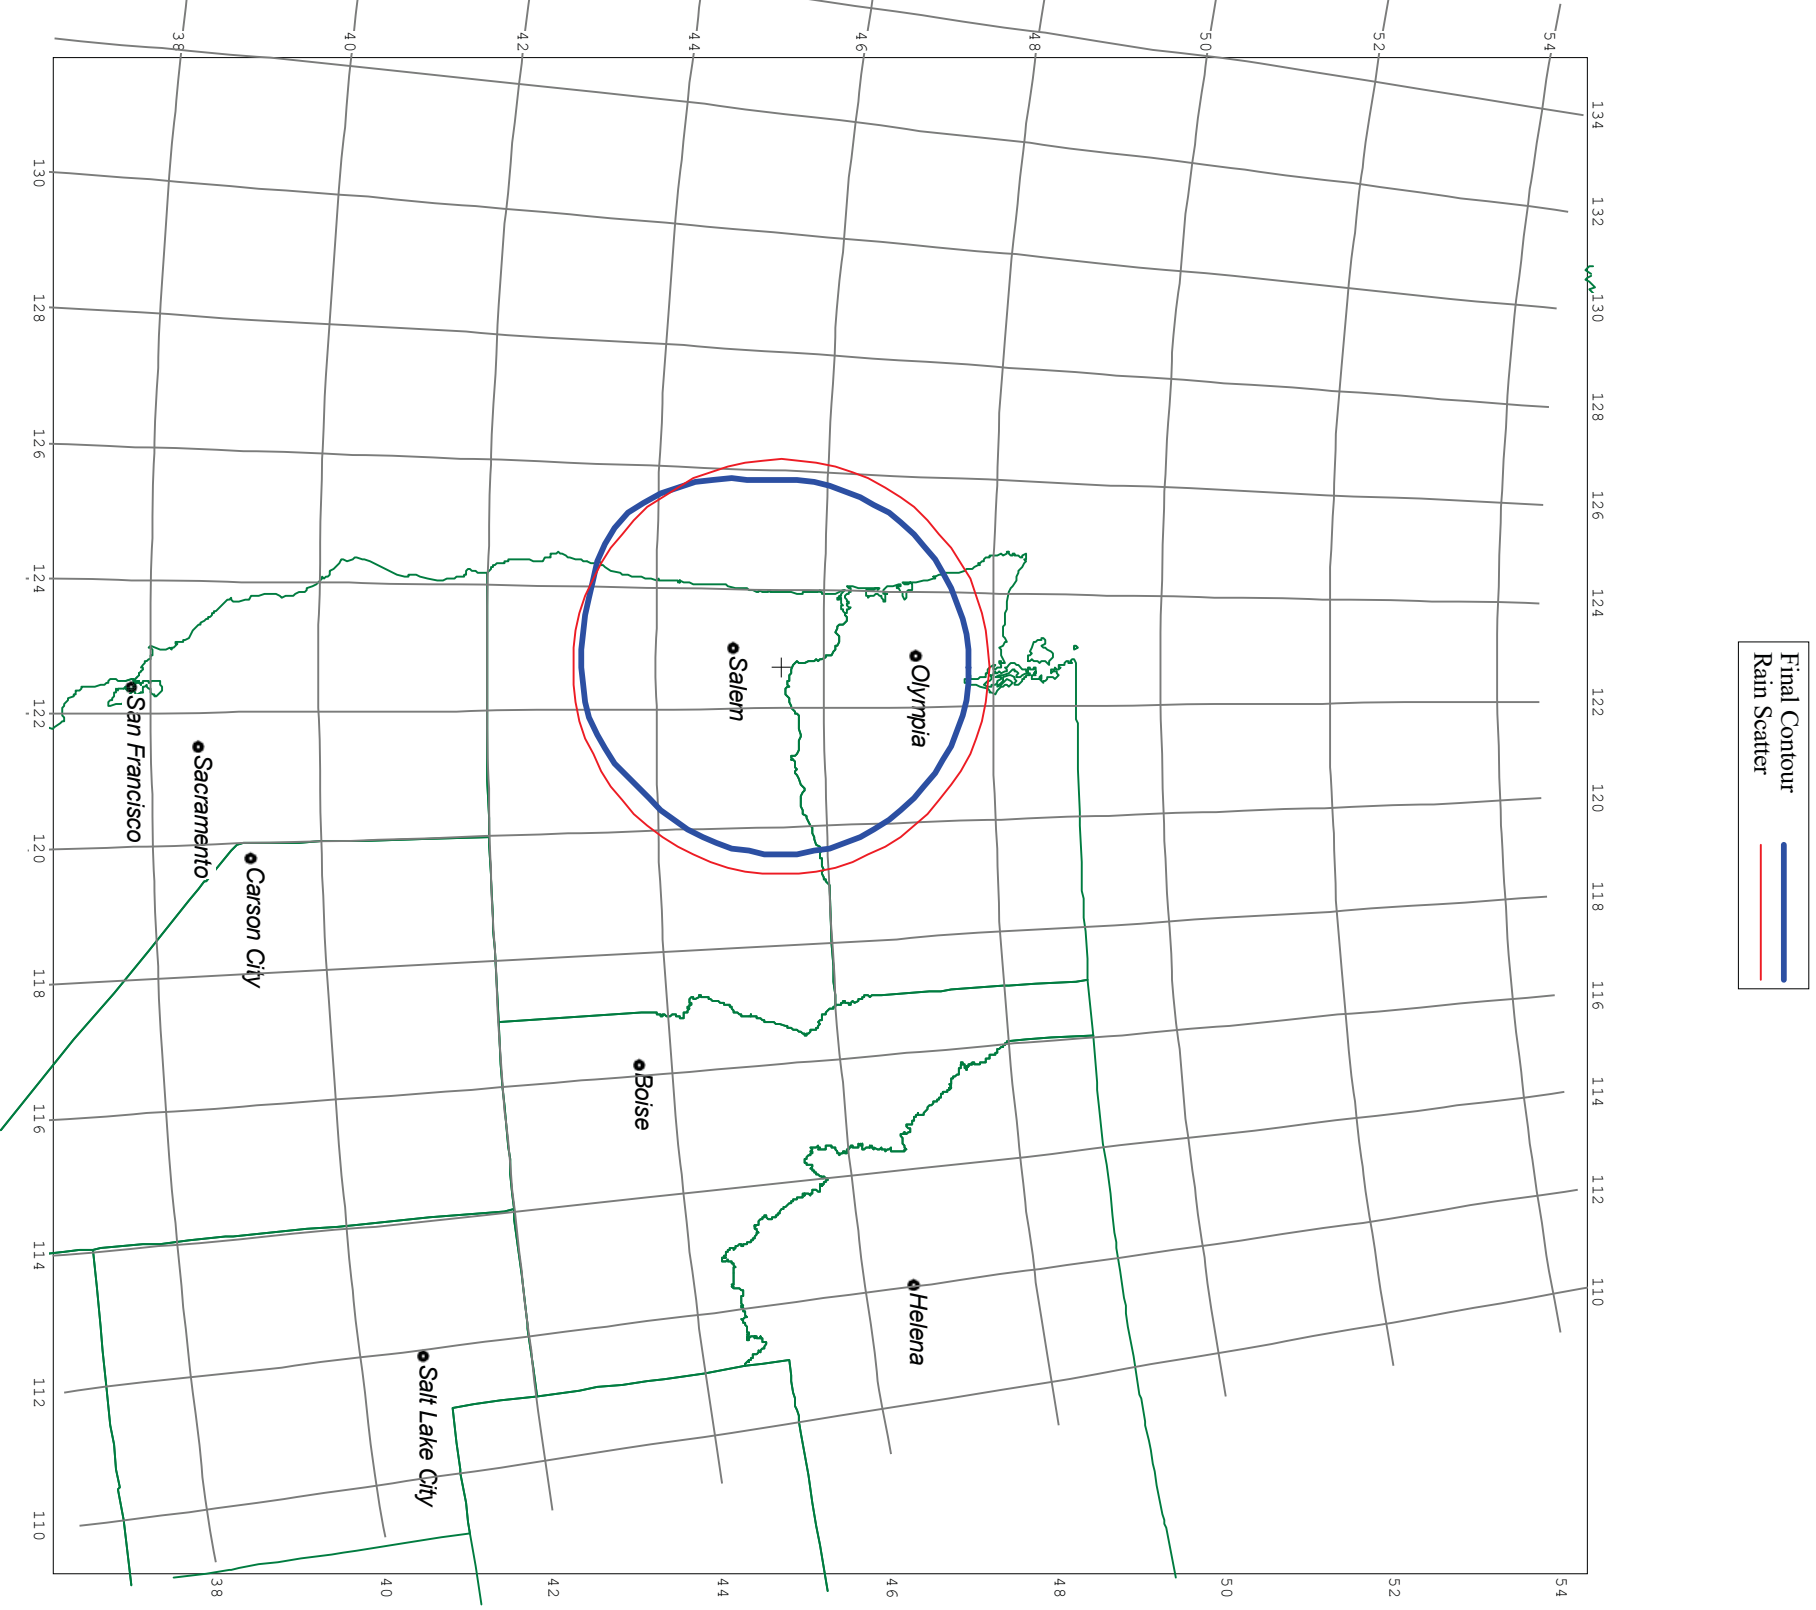 Final Contour
Rain Scatter
134 132 130 128 126 124 122 120 118 116 114 112 110
54 54
52 52
50 50
48 48
Olympia
Helena
46 46
Salem
44 44
Boise
42 42
Salt Lake City
40 40
Carson City
Sacramento
38 38
San Francisco
130 128 126 124 122 120 118 116 114 112 110